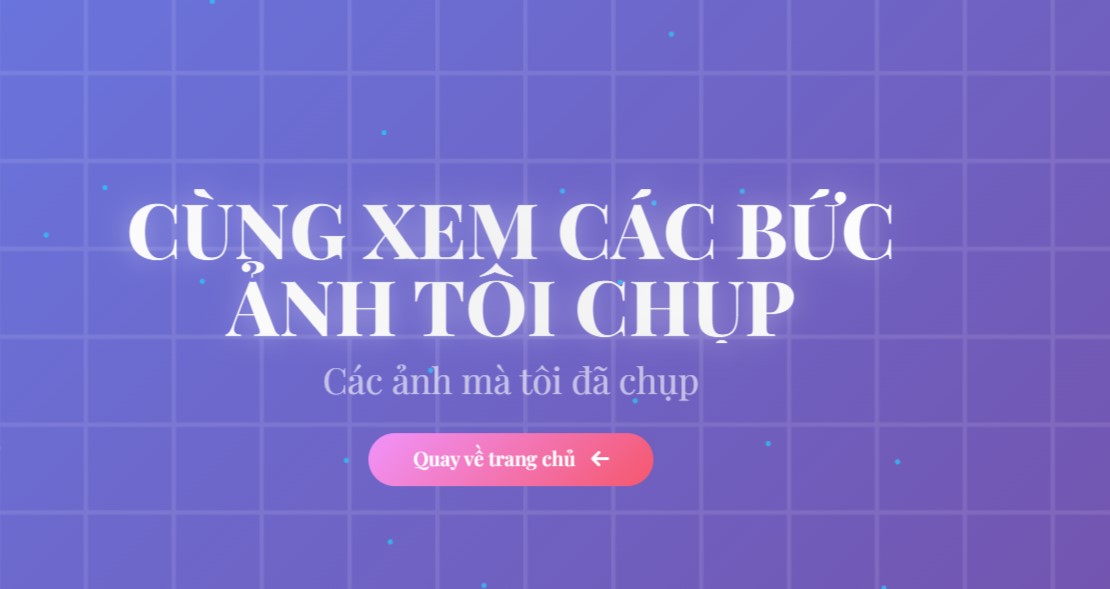 CÙNG XEM CÁC BỨC
ẢNH TÔI CHỤP
Các ảnh mà tôi đã chụp
Quay về trang chủ ←